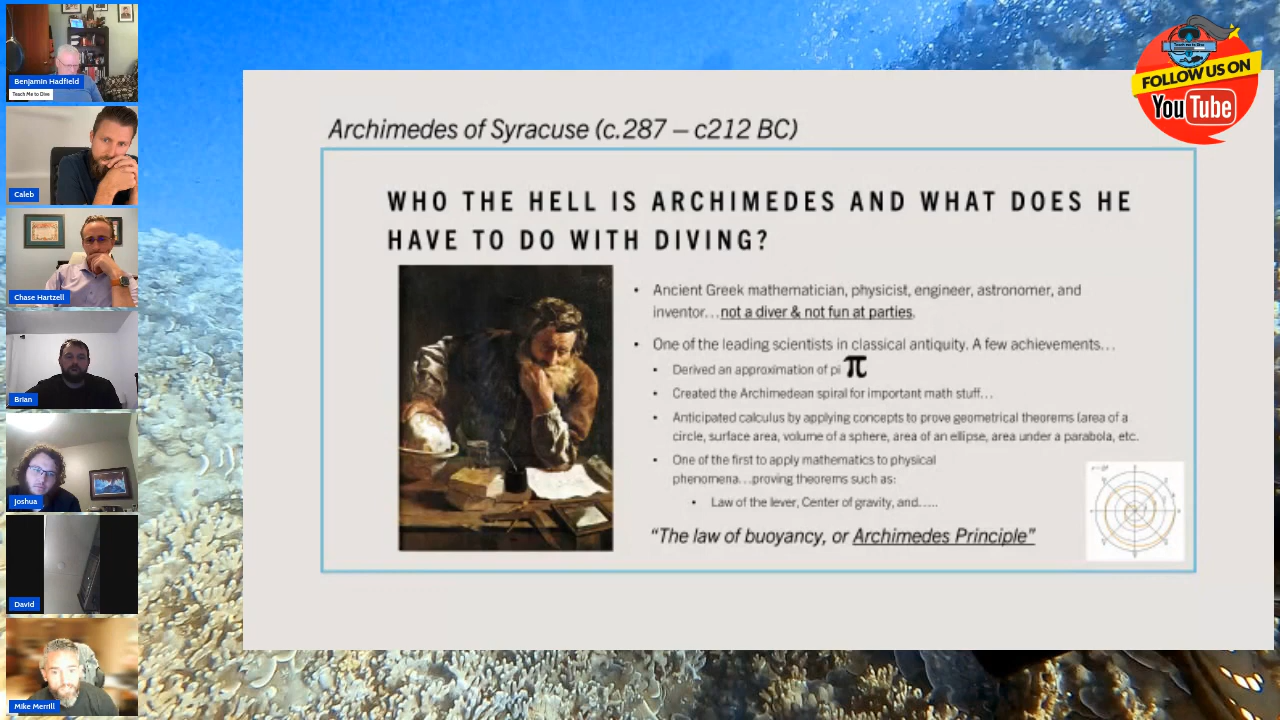 Benjamin Hadfield
Teach Me to Dive
Caleb
Chase Hartzell
Brian
Joshua
David
Mike Merrill
Teach me to Dive
FOLLOW US ON
YouTube
Archimedes of Syracuse (c.287 – c212 BC)
WHO THE HELL IS ARCHIMEDES AND WHAT DOES HE
HAVE TO DO WITH DIVING?
• Ancient Greek mathematician, physicist, engineer, astronomer, and
inventor…not a diver & not fun at parties.
• One of the leading scientists in classical antiquity. A few achievements…
• Derived an approximation of pi π
• Created the Archimedean spiral for important math stuff…
• Anticipated calculus by applying concepts to prove geometrical theorems (area of a
circle, surface area, volume of a sphere, area of an ellipse, area under a parabola, etc.
• One of the first to apply mathematics to physical
phenomena…proving theorems such as:
• Law of the lever, Center of gravity, and…..
“The law of buoyancy, or Archimedes Principle”